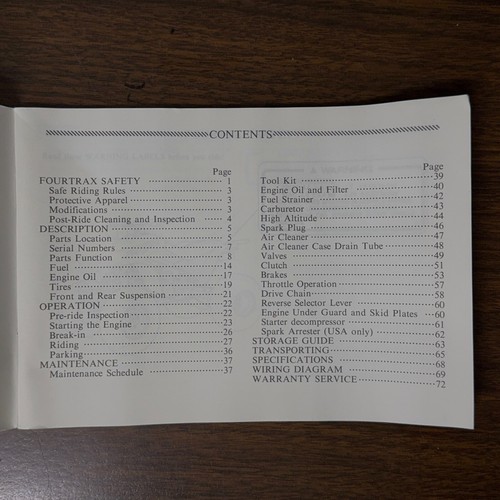 CONTENTS
Page
FOURTRAX SAFETY 1
Safe Riding Rules 3
Protective Apparel 3
Modifications 3
Post-Ride Cleaning and Inspection 4
DESCRIPTION 5
Parts Location 5
Serial Numbers 7
Parts Function 8
Fuel 14
Engine Oil 17
Tires 19
Front and Rear Suspension 21
OPERATION 22
Pre-ride Inspection 22
Starting the Engine 23
Break-in 26
Riding 27
Parking 36
MAINTENANCE 37
Maintenance Schedule 37
Page
Tool Kit 39
Engine Oil and Filter 40
Fuel Strainer 42
Carburetor 43
High Altitude 44
Spark Plug 46
Air Cleaner 47
Air Cleaner Case Drain Tube 48
Valves 49
Clutch 51
Brakes 53
Throttle Operation 57
Drive Chain 58
Reverse Selector Lever 60
Engine Under Guard and Skid Plates 60
Starter decompressor 61
Spark Arrester (USA only) 62
STORAGE GUIDE 63
TRANSPORTING 65
SPECIFICATIONS 68
WIRING DIAGRAM 69
WARRANTY SERVICE 72